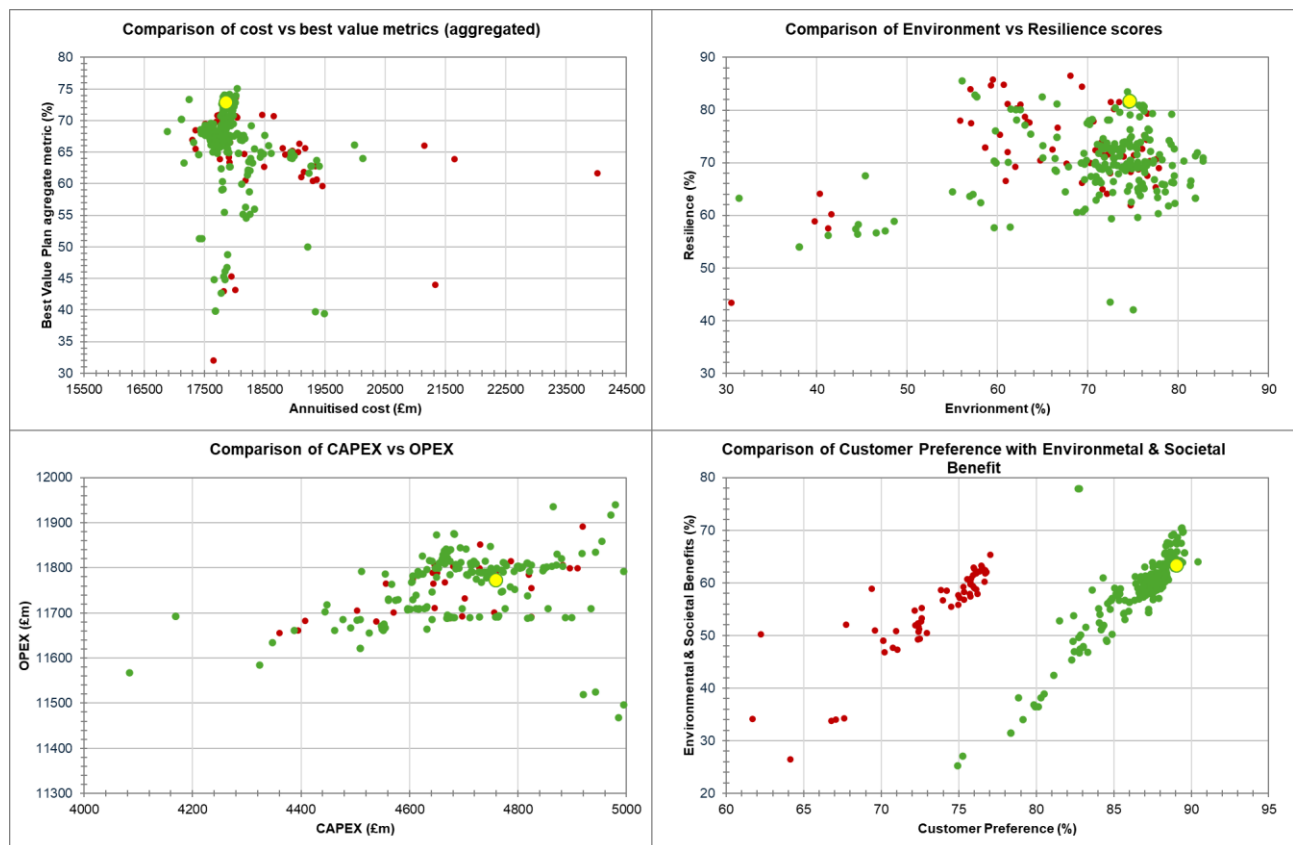 Comparison of cost vs best value metrics (aggregated)
80
75
70
65
60
55
50
45
40
35
30
Best Value Plan agregate metric (%)
15500 16500 17500 18500 19500 20500 21500 22500 23500 24500
Annuitised cost (£m)
Comparison of Environment vs Resilience scores
90
80
70
60
50
40
30
Resilience (%)
30 40 50 60 70 80 90
Envrionment (%)
Comparison of CAPEX vs OPEX
12000
11900
11800
11700
11600
11500
11400
11300
OPEX (£m)
4000 4200 4400 4600 4800 5000
CAPEX (£m)
Comparison of Customer Preference with Environmetal & Societal
Benefit
80
70
60
50
40
30
20
Environmental & Societal Benefits (%)
60 65 70 75 80 85 90 95
Customer Preference (%)